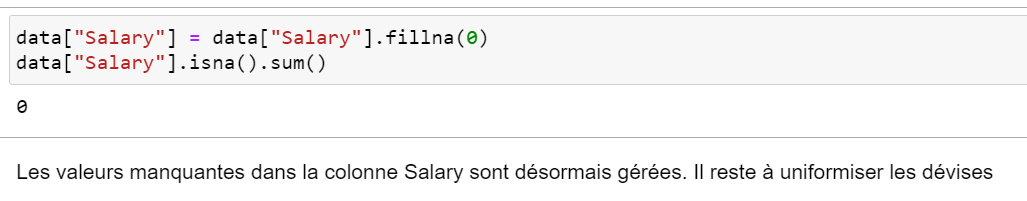 data["Salary"] = data["Salary"].fillna(0)
data["Salary"].isna().sum()
0
Les valeurs manquantes dans la colonne Salary sont désormais gérées. Il reste à uniformiser les dévises